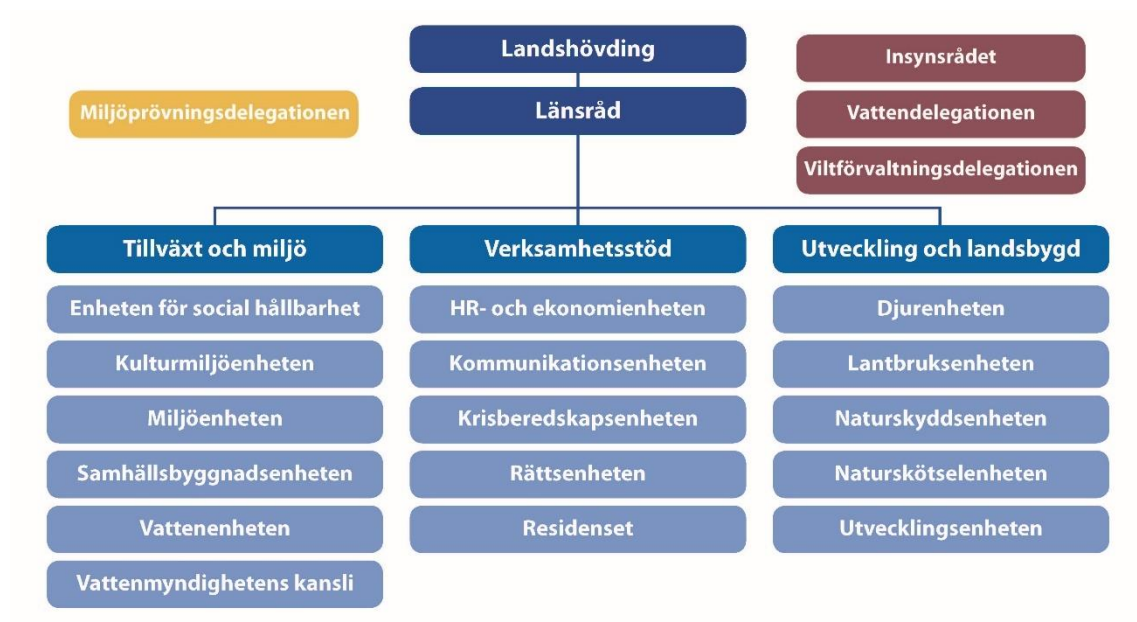 Landshövding
Länsråd
Miljöprövningsdelegationen
Insynsrådet
Vattendelegationen
Viltförvaltningsdelegationen
Tillväxt och miljö
Enheten för social hållbarhet
Kulturmiljöenheten
Miljöenheten
Samhällsbyggnadsenheten
Vattenenheten
Vattenmyndighetens kansli
Verksamhetsstöd
HR- och ekonomienheten
Kommunikationsenheten
Krisberedskapsenheten
Rättsenheten
Residenset
Utveckling och landsbygd
Djurenheten
Lantbruksenheten
Naturskyddsenheten
Naturskötselenheten
Utvecklingsenheten